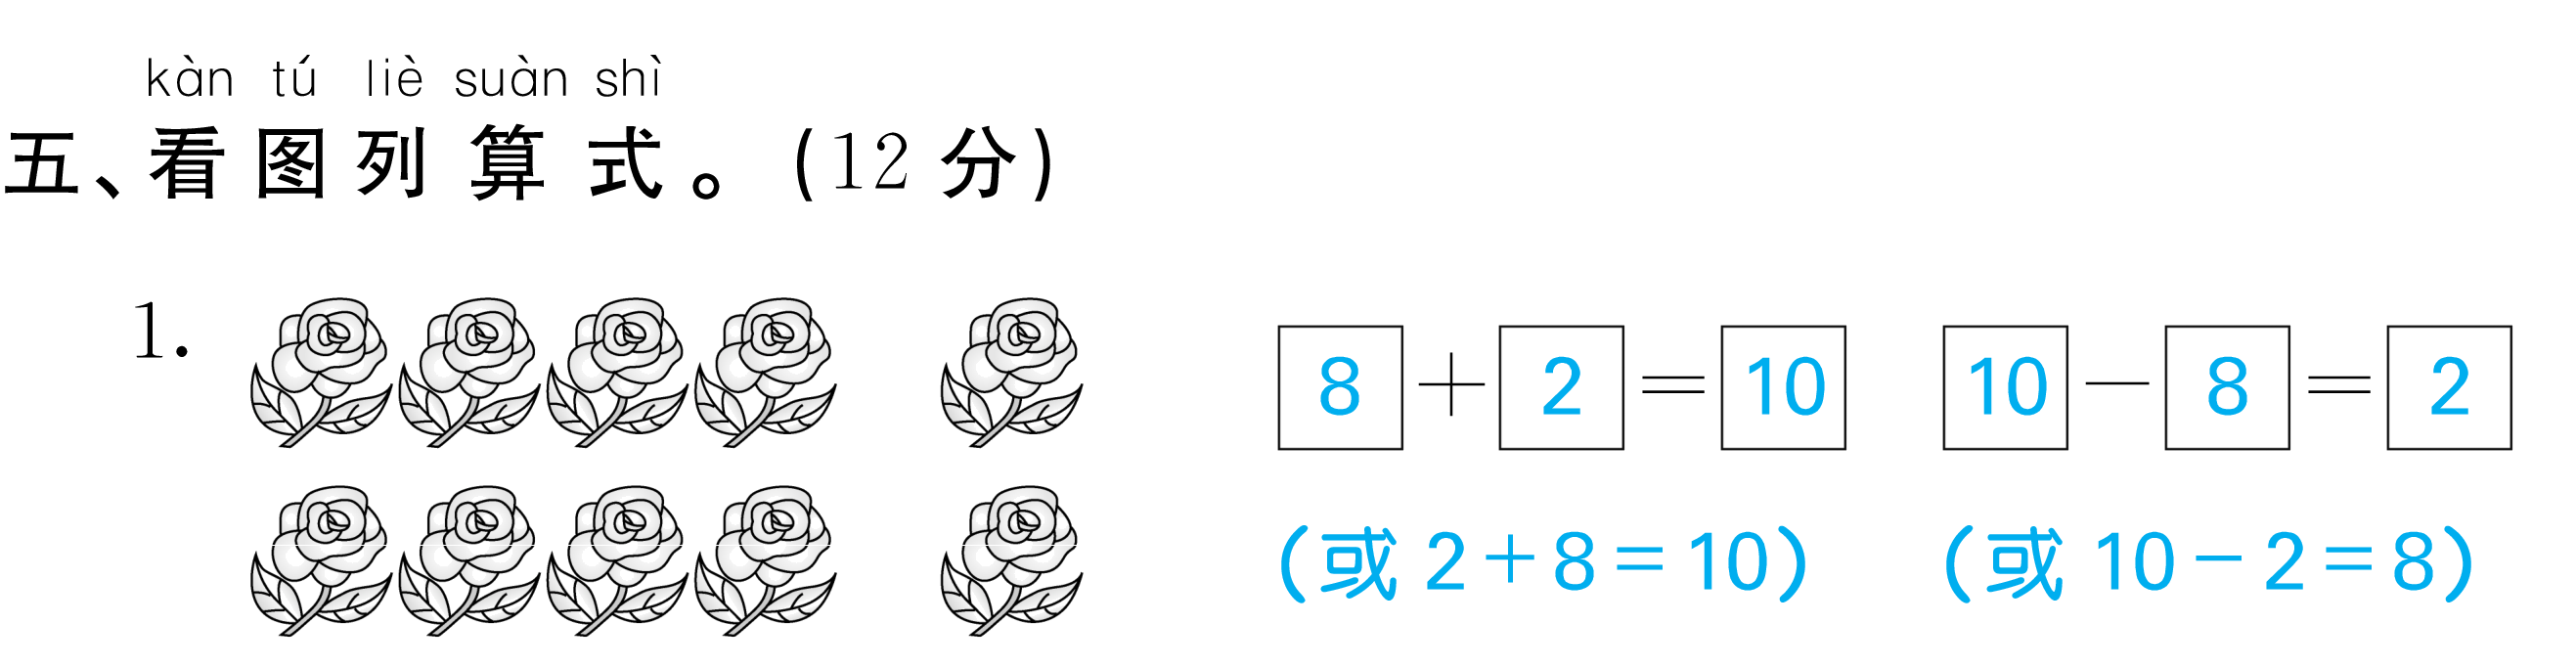 kàn tú liè suàn shì
五、看图列算式。(12分)
1.
8+2=10 10-8=2
(或 2+8=10) (或 10-2=8)